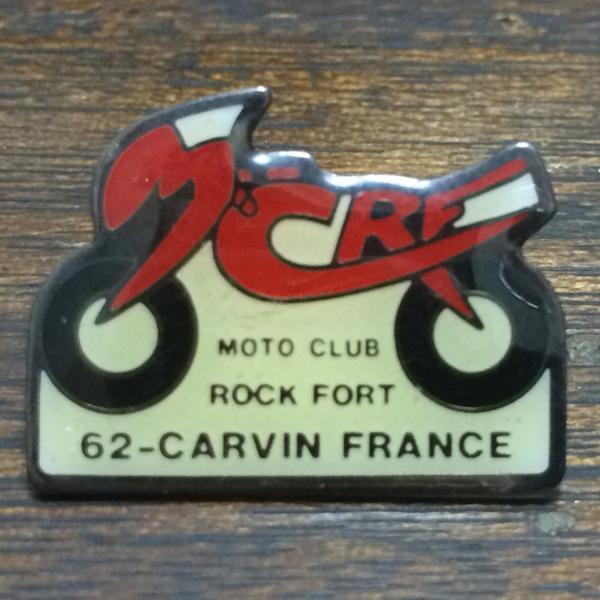 MCRF
MOTO CLUB
ROCK FORT
62-CARVIN FRANCE